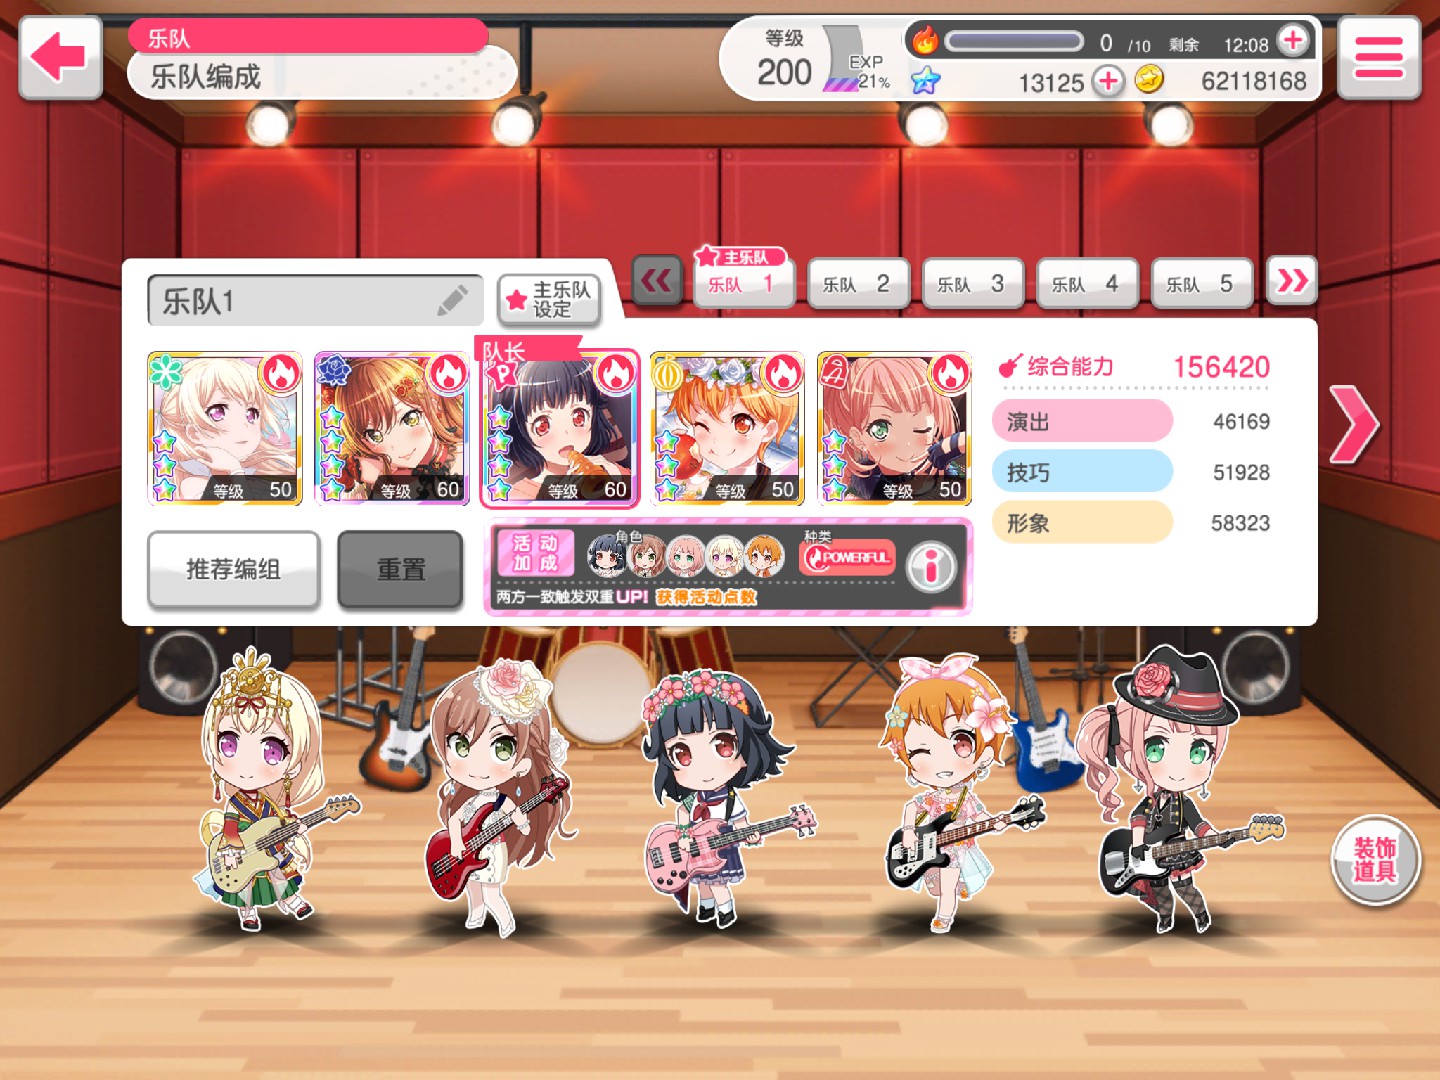 乐队
乐队编成
等级
200
EXP
21%
0 /10 剩余 12:08
13125
62118168
乐队1
主乐队
设定
主乐队
乐队 1
乐队 2
乐队 3
乐队 4
乐队 5
队长
P
等级 50
等级 60
等级 60
等级 50
等级 50
综合能力 156420
演出 46169
技巧 51928
形象 58323
推荐编组
重置
活动
加成
角色
种类
POWERFUL
两方一致触发双重UP! 获得活动点数
装饰
道具